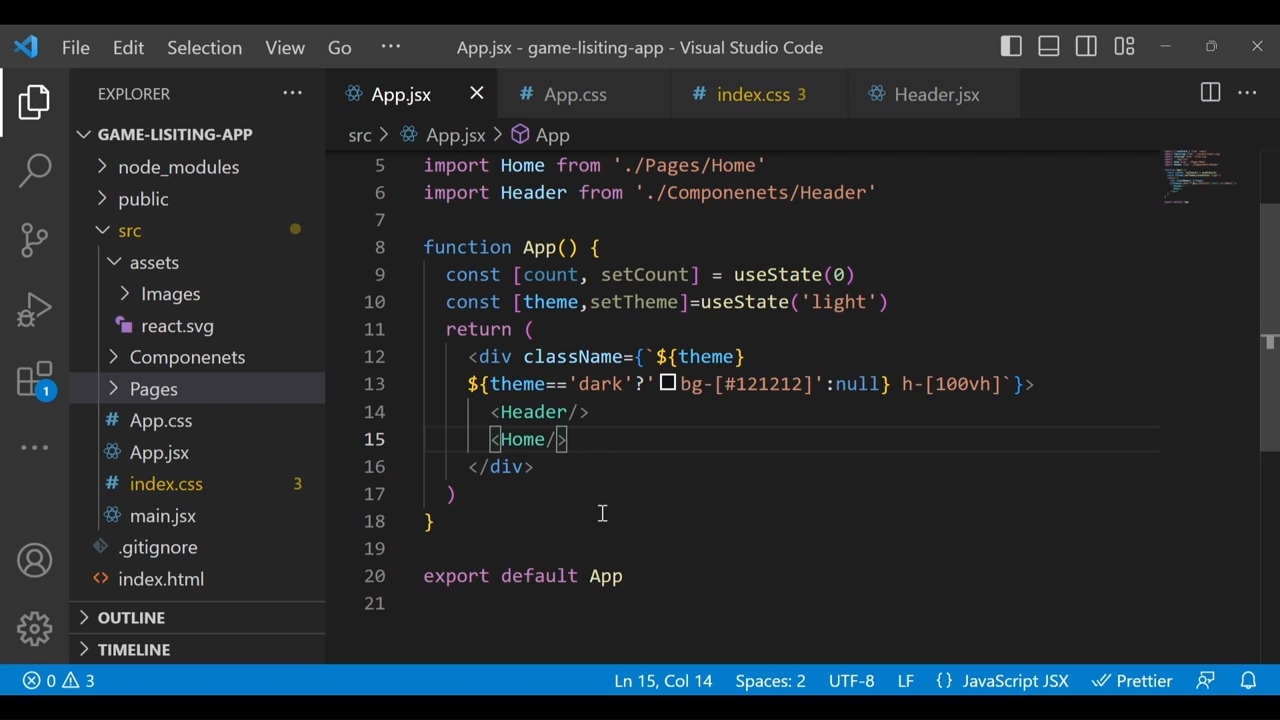 File Edit Selection View Go ··· App.jsx - game-lisiting-app - Visual Studio Code
EXPLORER ···
GAME-LISITING-APP
node_modules
public
src
assets
Images
react.svg
Componenets
Pages
App.css
App.jsx
index.css 3
main.jsx
.gitignore
index.html
OUTLINE
TIMELINE
1
App.jsx App.css index.css 3 Header.jsx
src > App.jsx > App
5 import Home from './Pages/Home'
6 import Header from './Componenets/Header'
7
8 function App() {
9 const [count, setCount] = useState(0)
10 const [theme,setTheme]=useState('light')
11 return (
12 <div className={`${theme}
13 ${theme=='dark'?'bg-[#121212]':null} h-[100vh]`}>
14 <Header/>
15 <Home/>
16 </div>
17 )
18 }
19
20 export default App
21
0 3 Ln 15, Col 14 Spaces: 2 UTF-8 LF {} JavaScript JSX Prettier